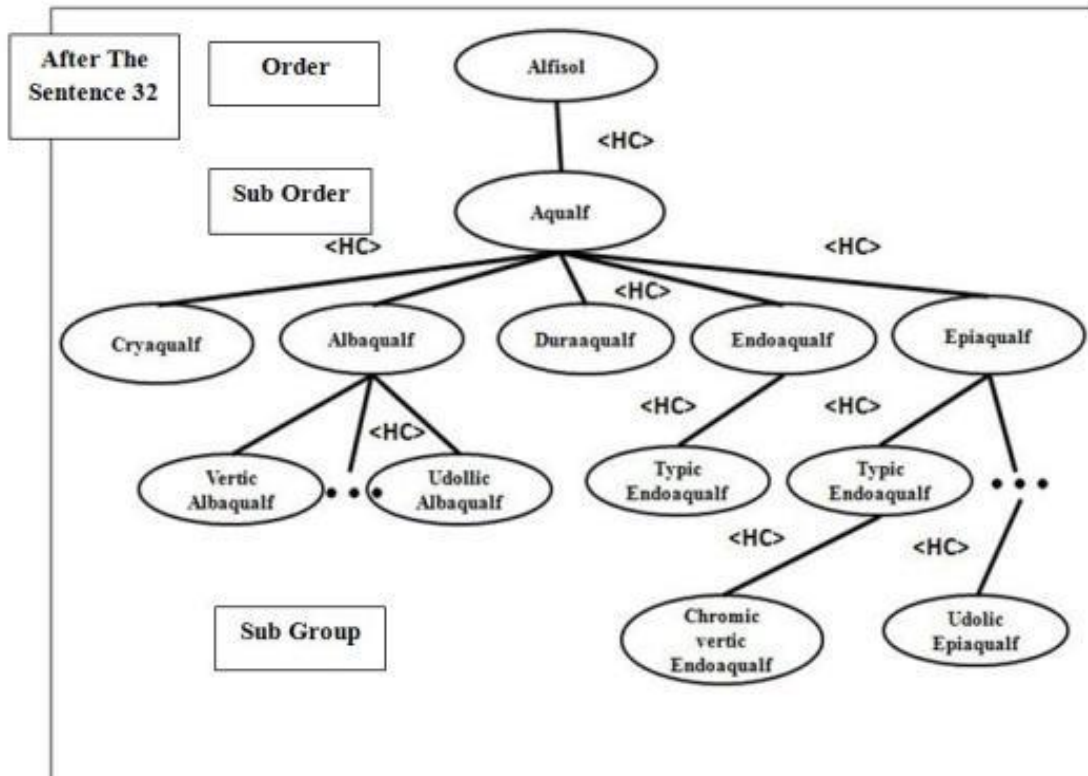 After The
Sentence 32
Order
Alfisol
<HC>
Sub Order
Aqualf
<HC>
<HC>
<HC>
Cryaqualf
Albaqualf
Duraaqualf
Endoaqualf
Epiaqualf
<HC>
<HC>
<HC>
Vertic
Albaqualf
Udollic
Albaqualf
Typic
Endoaqualf
Typic
Endoaqualf
<HC>
<HC>
Sub Group
Chromic
vertic
Endoaqualf
Udolic
Epiaqualf